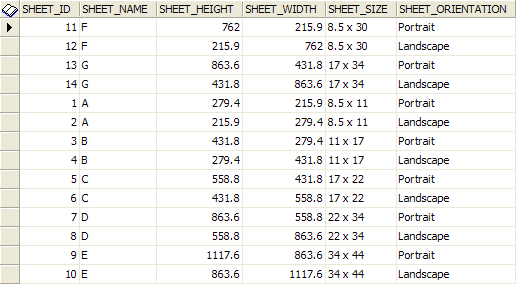 SHEET_ID SHEET_NAME SHEET_HEIGHT SHEET_WIDTH SHEET_SIZE SHEET_ORIENTATION
11 F 762 215.9 8.5 x 30 Portrait
12 F 215.9 762 8.5 x 30 Landscape
13 G 863.6 431.8 17 x 34 Portrait
14 G 431.8 863.6 17 x 34 Landscape
1 A 279.4 215.9 8.5 x 11 Portrait
2 A 215.9 279.4 8.5 x 11 Landscape
3 B 431.8 279.4 11 x 17 Portrait
4 B 279.4 431.8 11 x 17 Landscape
5 C 558.8 431.8 17 x 22 Portrait
6 C 431.8 558.8 17 x 22 Landscape
7 D 863.6 558.8 22 x 34 Portrait
8 D 558.8 863.6 22 x 34 Landscape
9 E 1117.6 863.6 34 x 44 Portrait
10 E 863.6 1117.6 34 x 44 Landscape